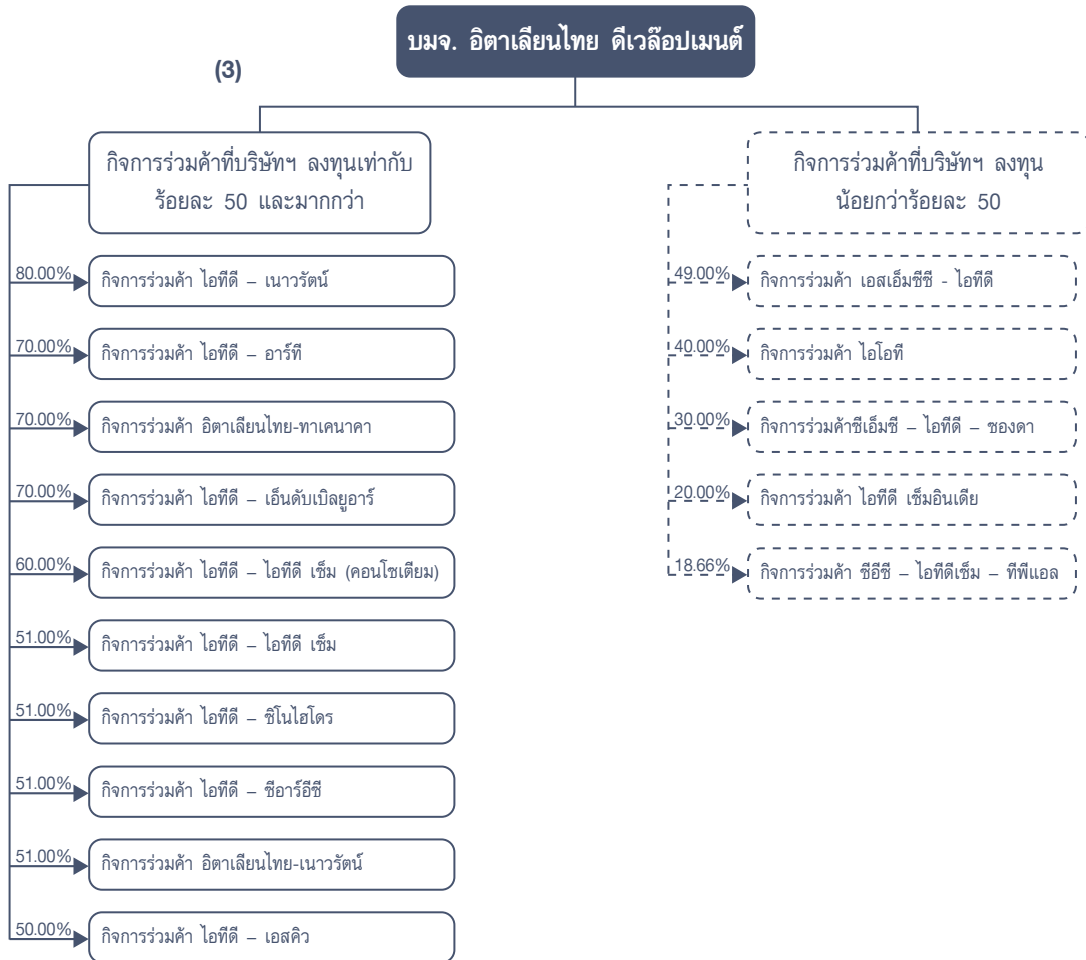 บมจ. อิตาเลียนไทย ดีเวล๊อปเมนต์
(3)
กิจการร่วมค้าที่บริษัทฯ ลงทุนเท่ากับ
ร้อยละ 50 และมากกว่า
80.00%
กิจการร่วมค้า ไอทีดี – เนาวรัตน์
70.00%
กิจการร่วมค้า ไอทีดี – อาร์ที
70.00%
กิจการร่วมค้า อิตาเลียนไทย-ทาเคนาคา
70.00%
กิจการร่วมค้า ไอทีดี – เอ็นดับเบิลยูอาร์
60.00%
กิจการร่วมค้า ไอทีดี – ไอทีดี เซ็ม (คอนโซเตียม)
51.00%
กิจการร่วมค้า ไอทีดี – ไอทีดี เซ็ม
51.00%
กิจการร่วมค้า ไอทีดี – ซิโนไฮโดร
51.00%
กิจการร่วมค้า ไอทีดี – ซีอาร์อีซี
51.00%
กิจการร่วมค้า อิตาเลียนไทย-เนาวรัตน์
50.00%
กิจการร่วมค้า ไอทีดี – เอสคิว
กิจการร่วมค้าที่บริษัทฯ ลงทุน
น้อยกว่าร้อยละ 50
49.00%
กิจการร่วมค้า เอสเอ็มซีซี - ไอทีดี
40.00%
กิจการร่วมค้า ไอโอที
30.00%
กิจการร่วมค้าซีเอ็มซี – ไอทีดี – ซองดา
20.00%
กิจการร่วมค้า ไอทีดี เซ็มอินเดีย
18.66%
กิจการร่วมค้า ซีอีซี – ไอทีดีเซ็ม – ทีพีแอล